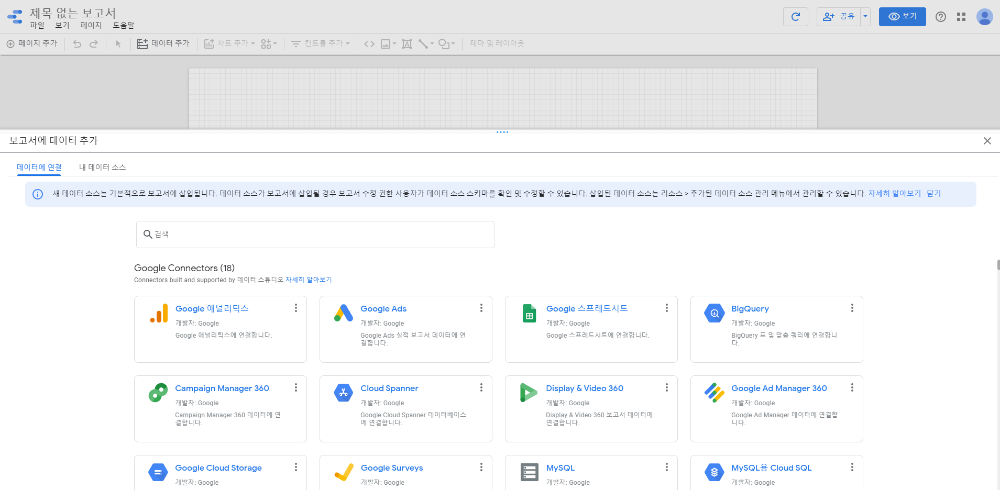 제목 없는 보고서
파일 보기 페이지 도움말
공유
보기
페이지 추가
데이터 추가
차트 추가
컨트롤 추가
테마 및 레이아웃
보고서에 데이터 추가
데이터에 연결
내 데이터 소스
새 데이터 소스는 기본적으로 보고서에 삽입됩니다. 데이터 소스가 보고서에 삽입될 경우 보고서 수정 권한 사용자가 데이터 소스 스키마를 확인 및 수정할 수 있습니다. 삽입된 데이터 소스는 리소스 > 추가된 데이터 소스 관리 메뉴에서 관리할 수 있습니다. 자세히 알아보기 닫기
검색
Google Connectors (18)
Connectors built and supported by 데이터 스튜디오 자세히 알아보기
Google 애널리틱스
개발자: Google
Google 애널리틱스에 연결합니다.
Google Ads
개발자: Google
Google Ads 실적 보고서 데이터에 연
결합니다.
Google 스프레드시트
개발자: Google
Google 스프레드시트에 연결합니다.
BigQuery
개발자: Google
BigQuery 표 및 맞춤 쿼리에 연결합니
다.
Campaign Manager 360
개발자: Google
Campaign Manager 360 데이터에 연
결합니다.
Cloud Spanner
개발자: Google
Google Cloud Spanner 데이터베이스
에 연결합니다.
Display & Video 360
개발자: Google
Display & Video 360 보고서 데이터에
연결합니다.
Google Ad Manager 360
개발자: Google
Google Ad Manager 데이터에 연결합
니다.
Google Cloud Storage
개발자: Google
Google Surveys
개발자: Google
MySQL
개발자: Google
MySQL용 Cloud SQL
개발자: Google